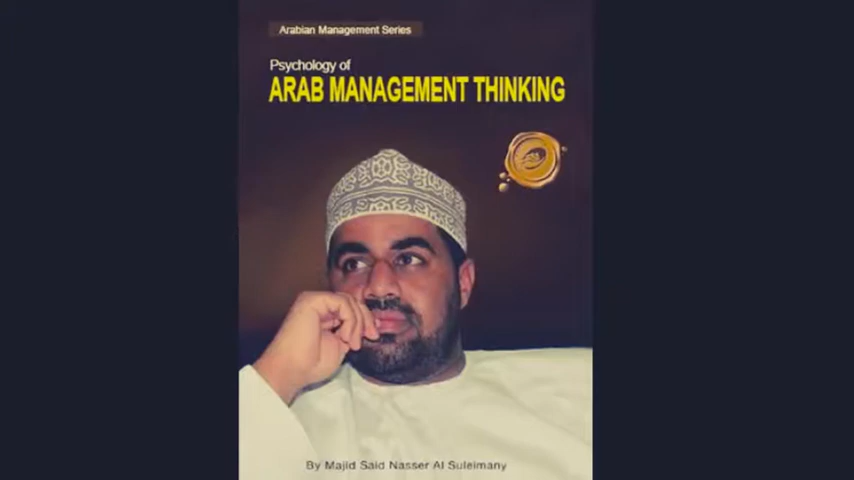 Arabian Management Series
Psychology of
ARAB MANAGEMENT THINKING
By Majid Said Nasser Al Suleimany